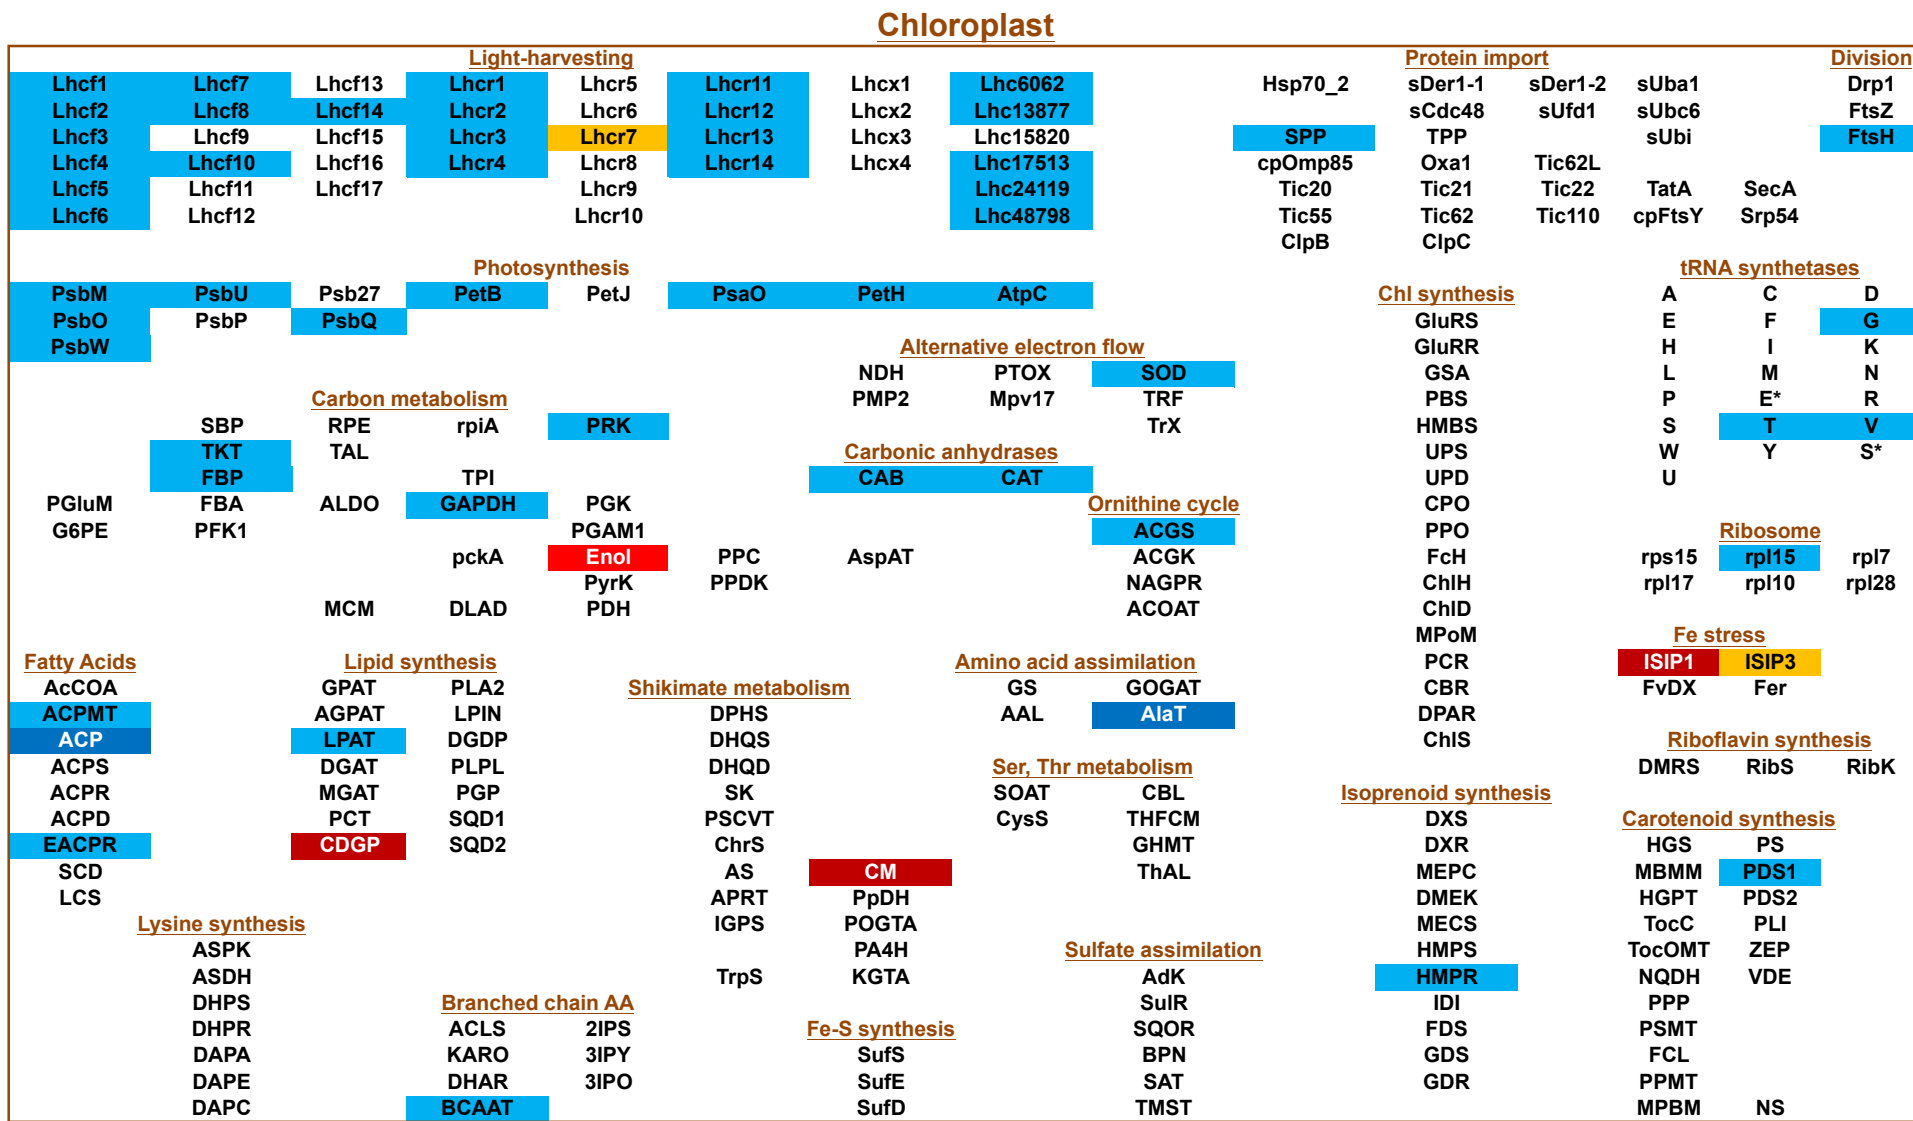 Chloroplast
Light-harvesting Protein import Division
Lhcf1 Lhcf7 Lhcf13 Lhcr1 Lhcr5 Lhcr11 Lhcx1 Lhc6062 Hsp70_2 sDer1-1 sDer1-2 sUba1 Drp1
Lhcf2 Lhcf8 Lhcf14 Lhcr2 Lhcr6 Lhcr12 Lhcx2 Lhc13877 sCdc48 sUfd1 sUbc6 FtsZ
Lhcf3 Lhcf9 Lhcf15 Lhcr3 Lhcr7 Lhcr13 Lhcx3 Lhc15820 SPP TPP sUbi FtsH
Lhcf4 Lhcf10 Lhcf16 Lhcr4 Lhcr8 Lhcr14 Lhcx4 Lhc17513 cpOmp85 Oxa1 Tic62L
Lhcf5 Lhcf11 Lhcf17 Lhcr9 Lhc24119 Tic20 Tic21 Tic22 TatA SecA
Lhcf6 Lhcf12 Lhcr10 Lhc48798 Tic55 Tic62 Tic110 cpFtsY Srp54
ClpB ClpC
Photosynthesis tRNA synthetases
PsbM PsbU Psb27 PetB PetJ PsaO PetH AtpC Chl synthesis A C D
PsbO PsbP PsbQ GluRS E F G
PsbW Alternative electron flow GluRR H I K
NDH PTOX SOD GSA L M N
Carbon metabolism PMP2 Mpv17 TRF PBS P E* R
SBP RPE rpiA PRK TrX HMBS S T V
TKT TAL Carbonic anhydrases UPS W Y S*
FBP TPI CAB CAT UPD U
PGluM FBA ALDO GAPDH PGK Ornithine cycle CPO
G6PE PFK1 PGAM1 ACGS PPO Ribosome
pckA Enol PPC AspAT ACGK FcH rps15 rpl15 rpl7
PyrK PPDK NAGPR ChlH rpl17 rpl10 rpl28
MCM DLAD PDH ACOAT ChlD
MPoM Fe stress
Fatty Acids Lipid synthesis Amino acid assimilation PCR ISIP1 ISIP3
AcCOA GPAT PLA2 Shikimate metabolism GS GOGAT CBR FvDX Fer
ACPMT AGPAT LPIN DPHS AAL AlaT DPAR
ACP LPAT DGDP DHQS ChlS Riboflavin synthesis
ACPS DGAT PLPL DHQD Ser, Thr metabolism DMRS RibS RibK
ACPR MGAT PGP SK SOAT CBL Isoprenoid synthesis
ACPD PCT SQD1 PSCVT CysS THFCM DXS Carotenoid synthesis
EACPR CDGP SQD2 ChrS GHMT DXR HGS PS
SCD AS CM ThAL MEPC MBMM PDS1
LCS APRT PpDH DMEK HGPT PDS2
Lysine synthesis IGPS POGTA MECS TocC PLI
ASPK PA4H Sulfate assimilation HMPS TocOMT ZEP
ASDH TrpS KGTA AdK HMPR NQDH VDE
DHPS Branched chain AA SulR IDI PPP
DHPR ACLS 2IPS Fe-S synthesis SQOR FDS PSMT
DAPA KARO 3IPY SufS BPN GDS FCL
DAPE DHAR 3IPO SufE SAT GDR PPMT
DAPC BCAAT SufD TMST MPBM NS